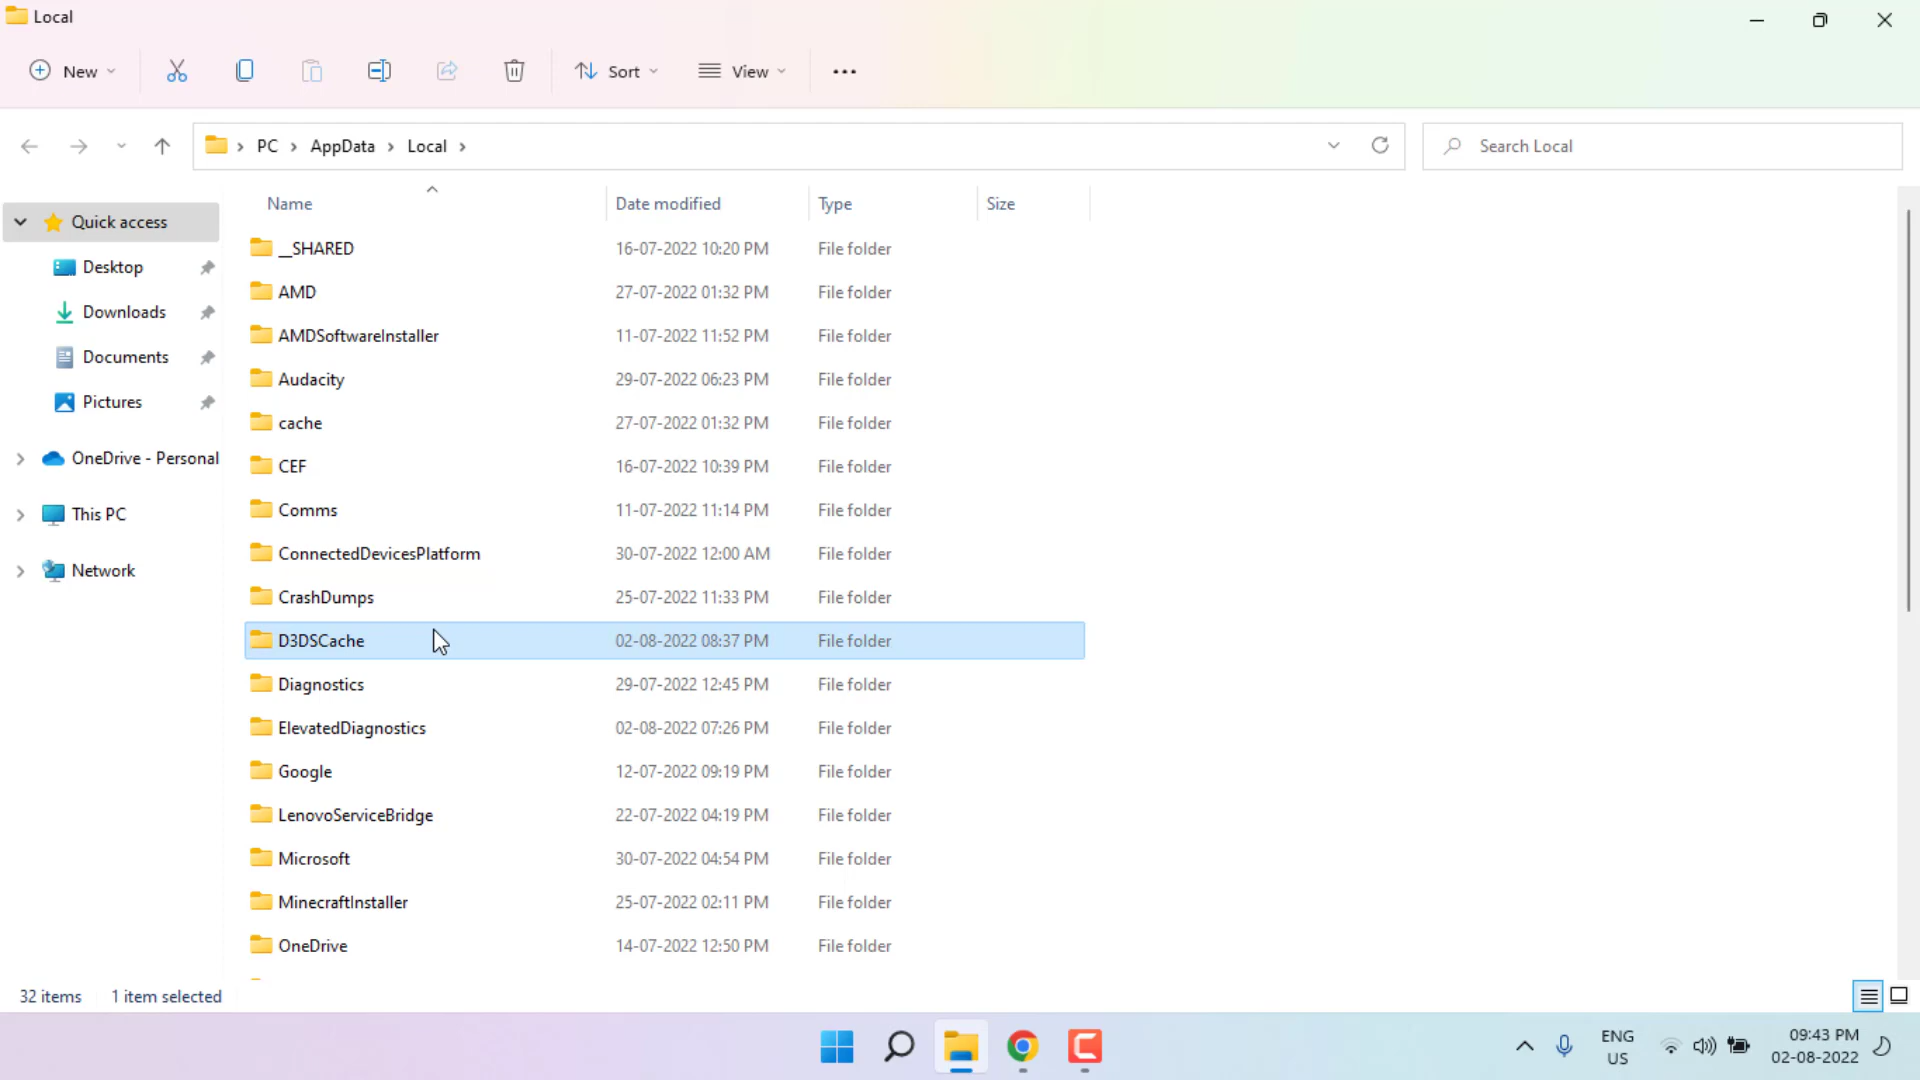 Local
New
Sort
View
PC
AppData
Local
Search Local
Name
Date modified
Type
Size
Quick access
Desktop
Downloads
Documents
Pictures
OneDrive - Personal
This PC
Network
__SHARED 16-07-2022 10:20 PM File folder
AMD 27-07-2022 01:32 PM File folder
AMDSoftwareInstaller 11-07-2022 11:52 PM File folder
Audacity 29-07-2022 06:23 PM File folder
cache 27-07-2022 01:32 PM File folder
CEF 16-07-2022 10:39 PM File folder
Comms 11-07-2022 11:14 PM File folder
ConnectedDevicesPlatform 30-07-2022 12:00 AM File folder
CrashDumps 25-07-2022 11:33 PM File folder
D3DSCache 02-08-2022 08:37 PM File folder
Diagnostics 29-07-2022 12:45 PM File folder
ElevatedDiagnostics 02-08-2022 07:26 PM File folder
Google 12-07-2022 09:19 PM File folder
LenovoServiceBridge 22-07-2022 04:19 PM File folder
Microsoft 30-07-2022 04:54 PM File folder
MinecraftInstaller 25-07-2022 02:11 PM File folder
OneDrive 14-07-2022 12:50 PM File folder
32 items 1 item selected
ENG
US
09:43 PM
02-08-2022